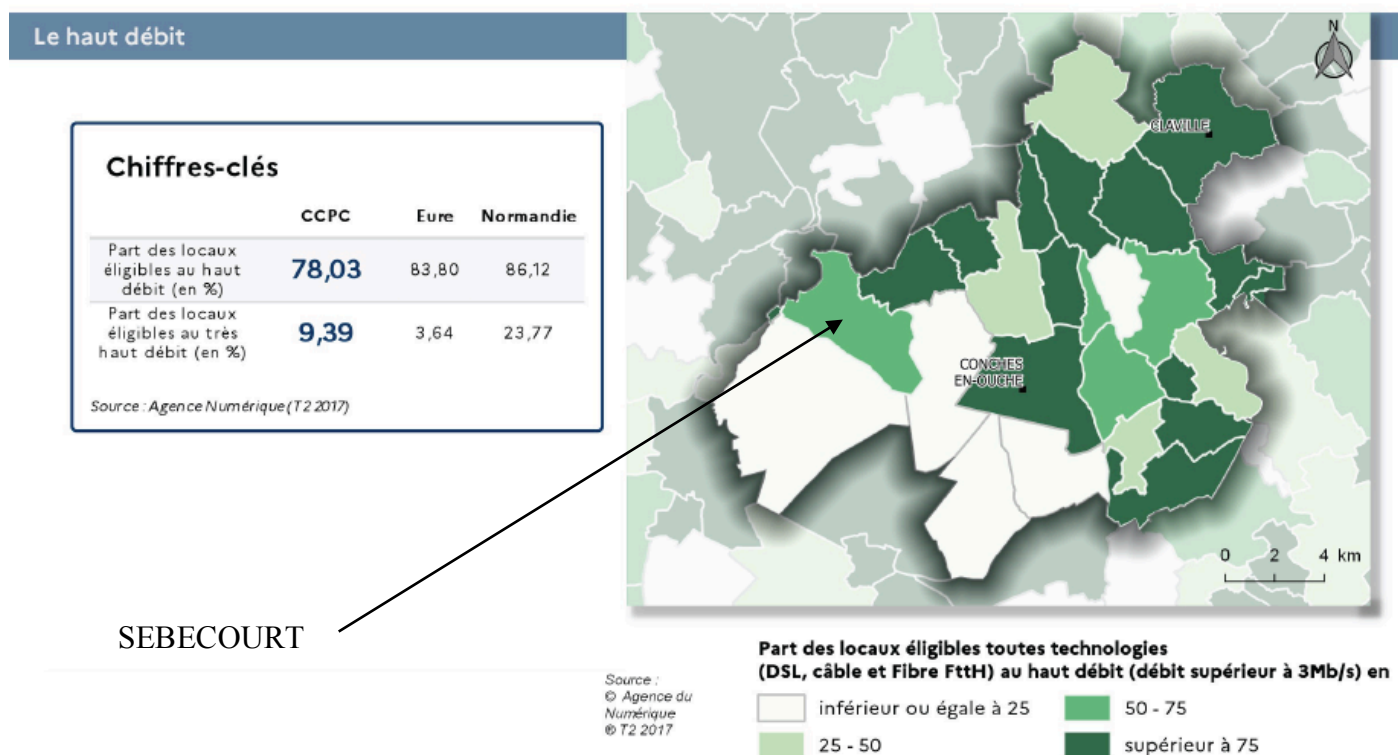 Le haut débit
N
CLAVILLE
Chiffres-clés
CCPC Eure Normandie
Part des locaux
éligibles au haut
débit (en %)
78,03 83,80 86,12
Part des locaux
éligibles au très
haut débit (en %)
9,39 3,64 23,77
Source : Agence Numérique (T2 2017)
CONCHES
EN-OUCHE
0 2 4 km
SEBECOURT
Source :
© Agence du
Numérique
® T2 2017
Part des locaux éligibles toutes technologies
(DSL, câble et Fibre FttH) au haut débit (débit supérieur à 3Mb/s) en
inférieur ou égale à 25
50 - 75
25 - 50
supérieur à 75